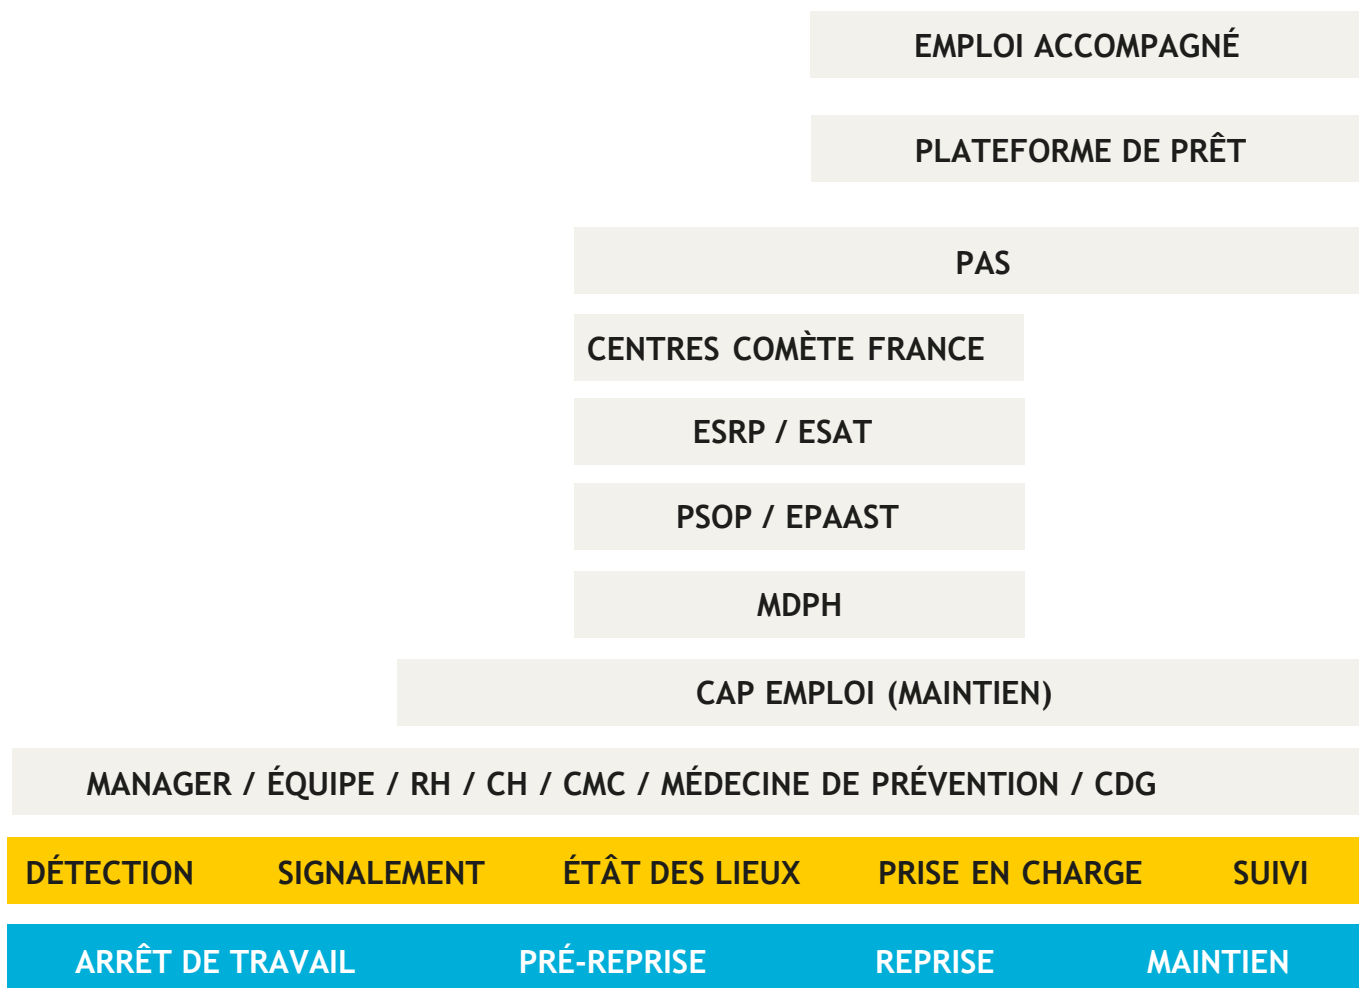 EMPLOI ACCOMPAGNÉ
PLATEFORME DE PRÊT
PAS
CENTRES COMÈTE FRANCE
ESRP / ESAT
PSOP / EPAAST
MDPH
CAP EMPLOI (MAINTIEN)
MANAGER / ÉQUIPE / RH / CH / CMC / MÉDECINE DE PRÉVENTION / CDG
DÉTECTION SIGNALEMENT ÉTÂT DES LIEUX PRISE EN CHARGE SUIVI
ARRÊT DE TRAVAIL PRÉ-REPRISE REPRISE MAINTIEN